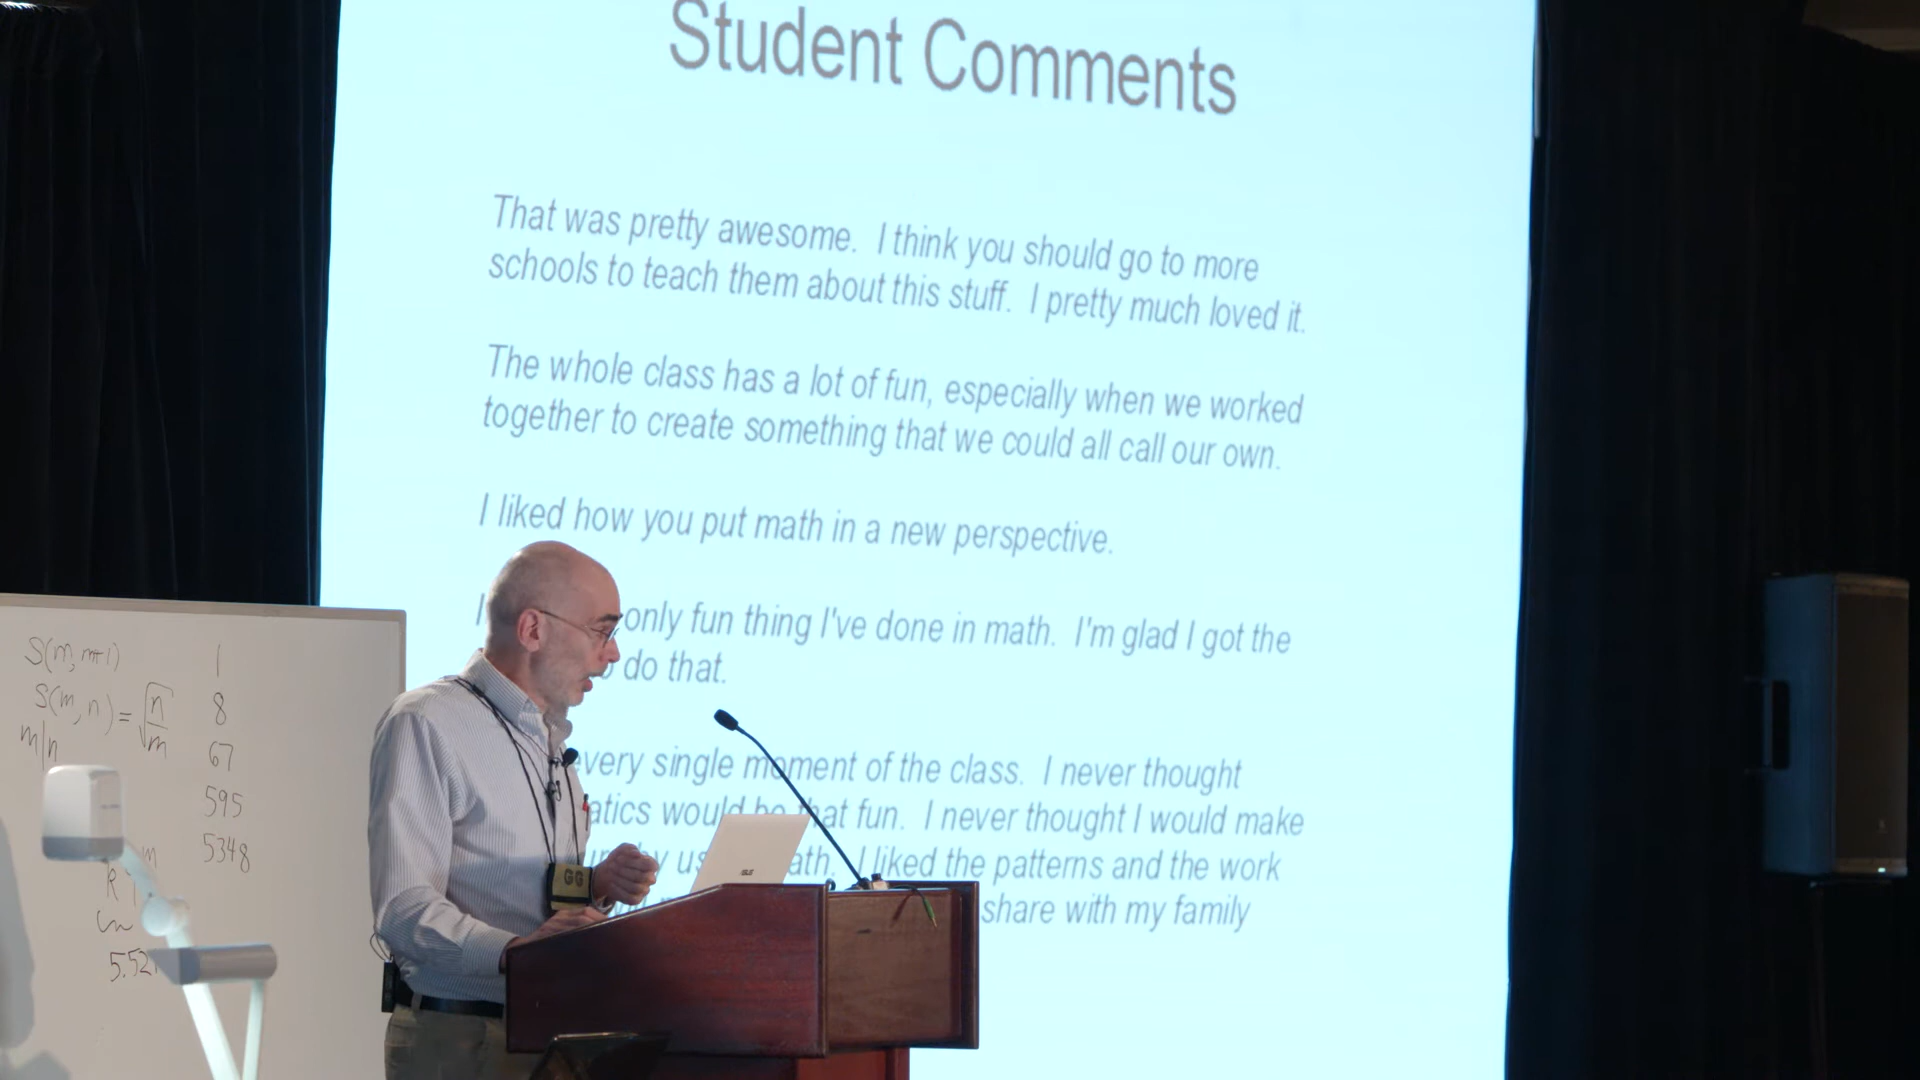 Student Comments
That was pretty awesome. I think you should go to more
schools to teach them about this stuff. I pretty much loved it.
The whole class has a lot of fun, especially when we worked
together to create something that we could all call our own.
I liked how you put math in a new perspective.
only fun thing I've done in math. I'm glad I got the
do that.
every single moment of the class. I never thought
would be that fun. I never thought I would make
I liked the patterns and the work
share with my family
S(m, m+1)
S(m, n) = √n/m
m|n
1
8
67
595
5348
m
k
5.52
ASUS
GG